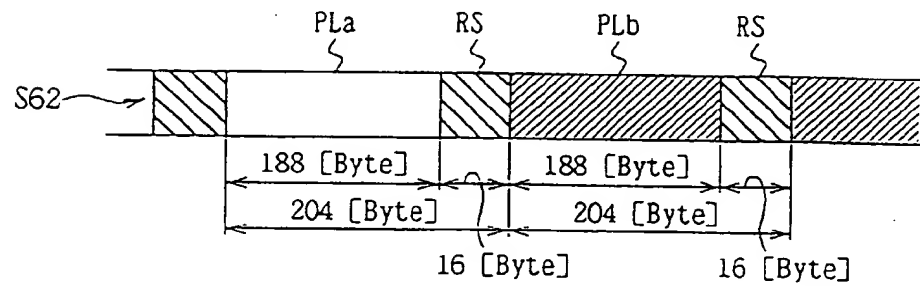 PLa RS PLb RS
S62
188 [Byte] 188 [Byte]
204 [Byte] 204 [Byte]
16 [Byte] 16 [Byte]